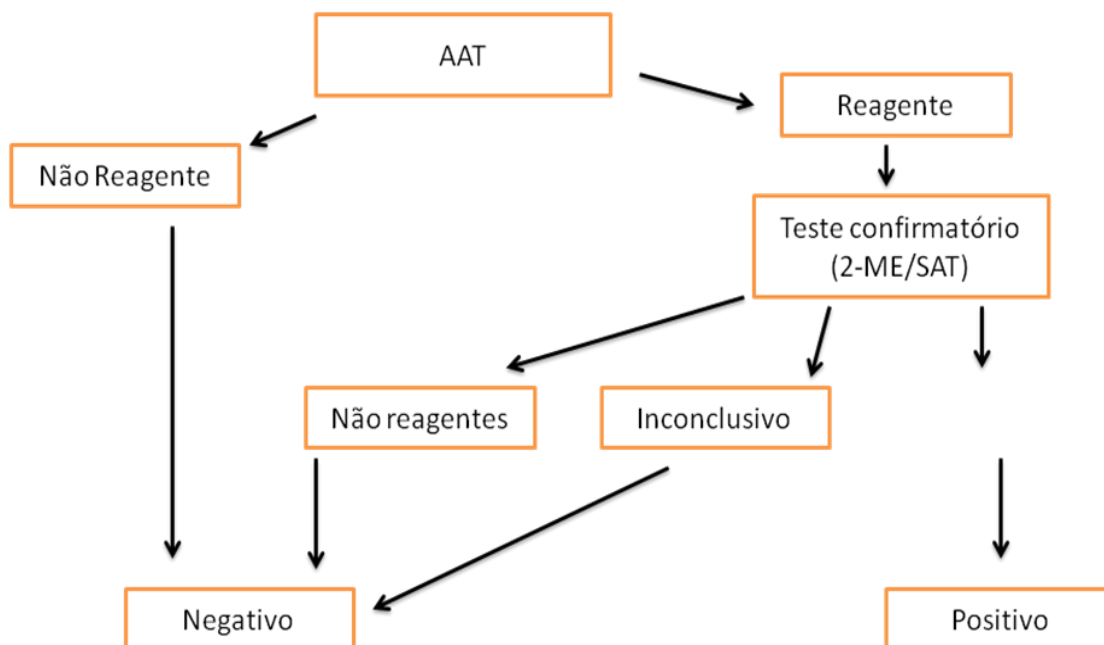 AAT
Reagente
Não Reagente
Teste confirmatório
(2-ME/SAT)
Não reagentes
Inconclusivo
Negativo
Positivo